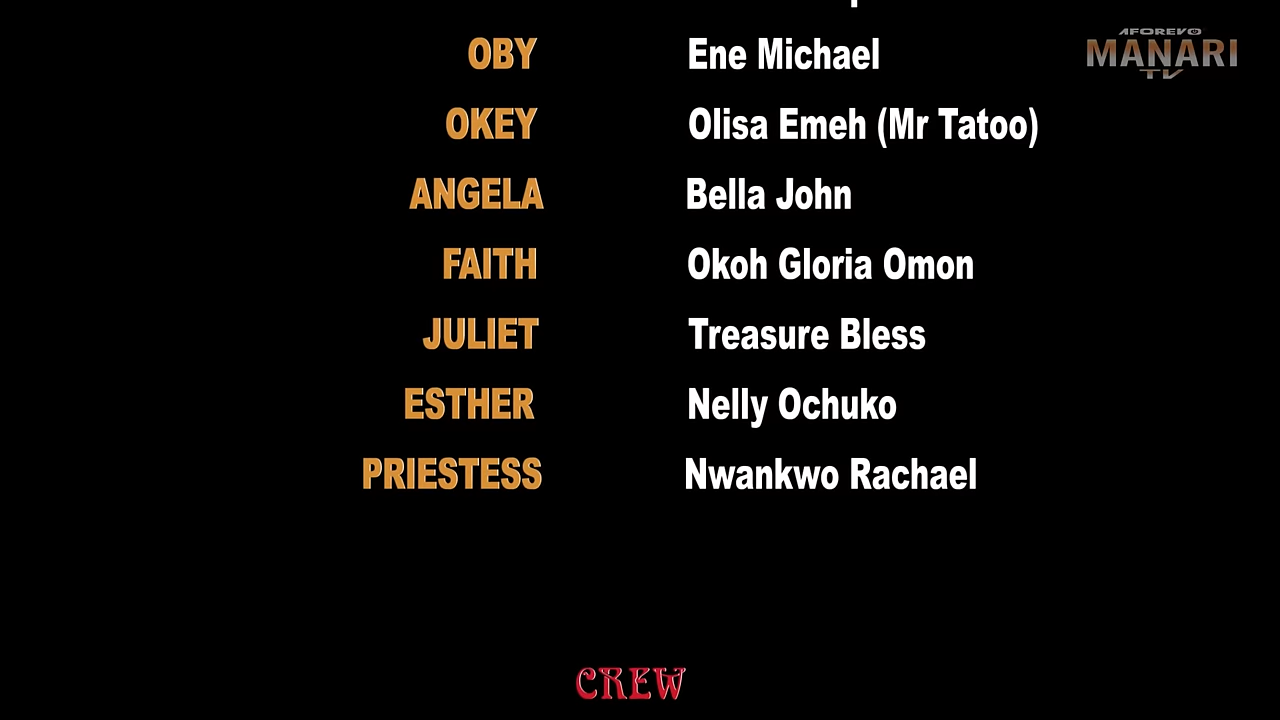 OBY Ene Michael
OKEY Olisa Emeh (Mr Tatoo)
ANGELA Bella John
FAITH Okoh Gloria Omon
JULIET Treasure Bless
ESTHER Nelly Ochuko
PRIESTESS Nwankwo Rachael
CREW
AFOREVO
MANARI
TV